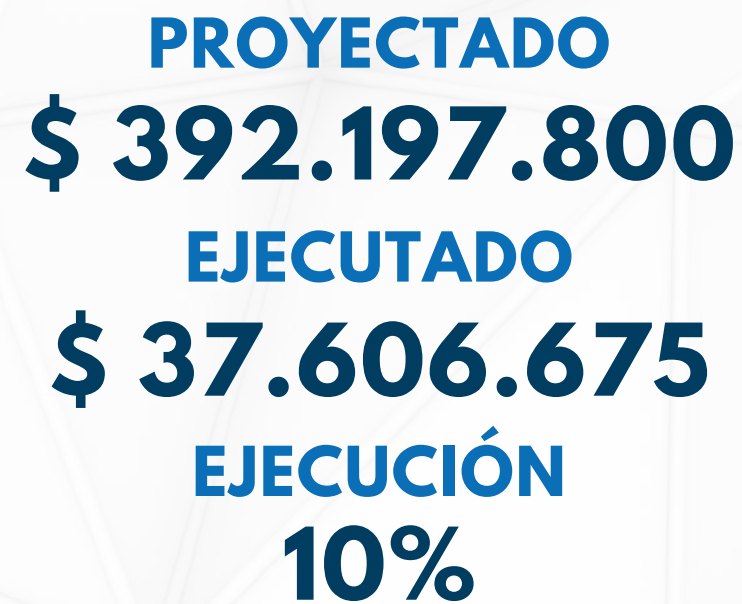 PROYECTADO
$ 392.197.800
EJECUTADO
$ 37.606.675
EJECUCIÓN
10%